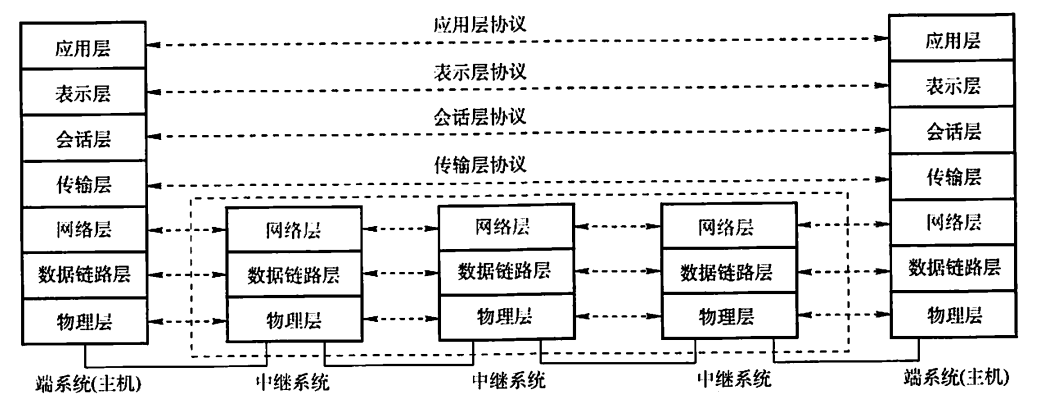 应用层协议
表示层协议
会话层协议
传输层协议
应用层
表示层
会话层
传输层
网络层
数据链路层
物理层
网络层
数据链路层
物理层
网络层
数据链路层
物理层
网络层
数据链路层
物理层
应用层
表示层
会话层
传输层
网络层
数据链路层
物理层
端系统(主机)
中继系统
中继系统
中继系统
端系统(主机)